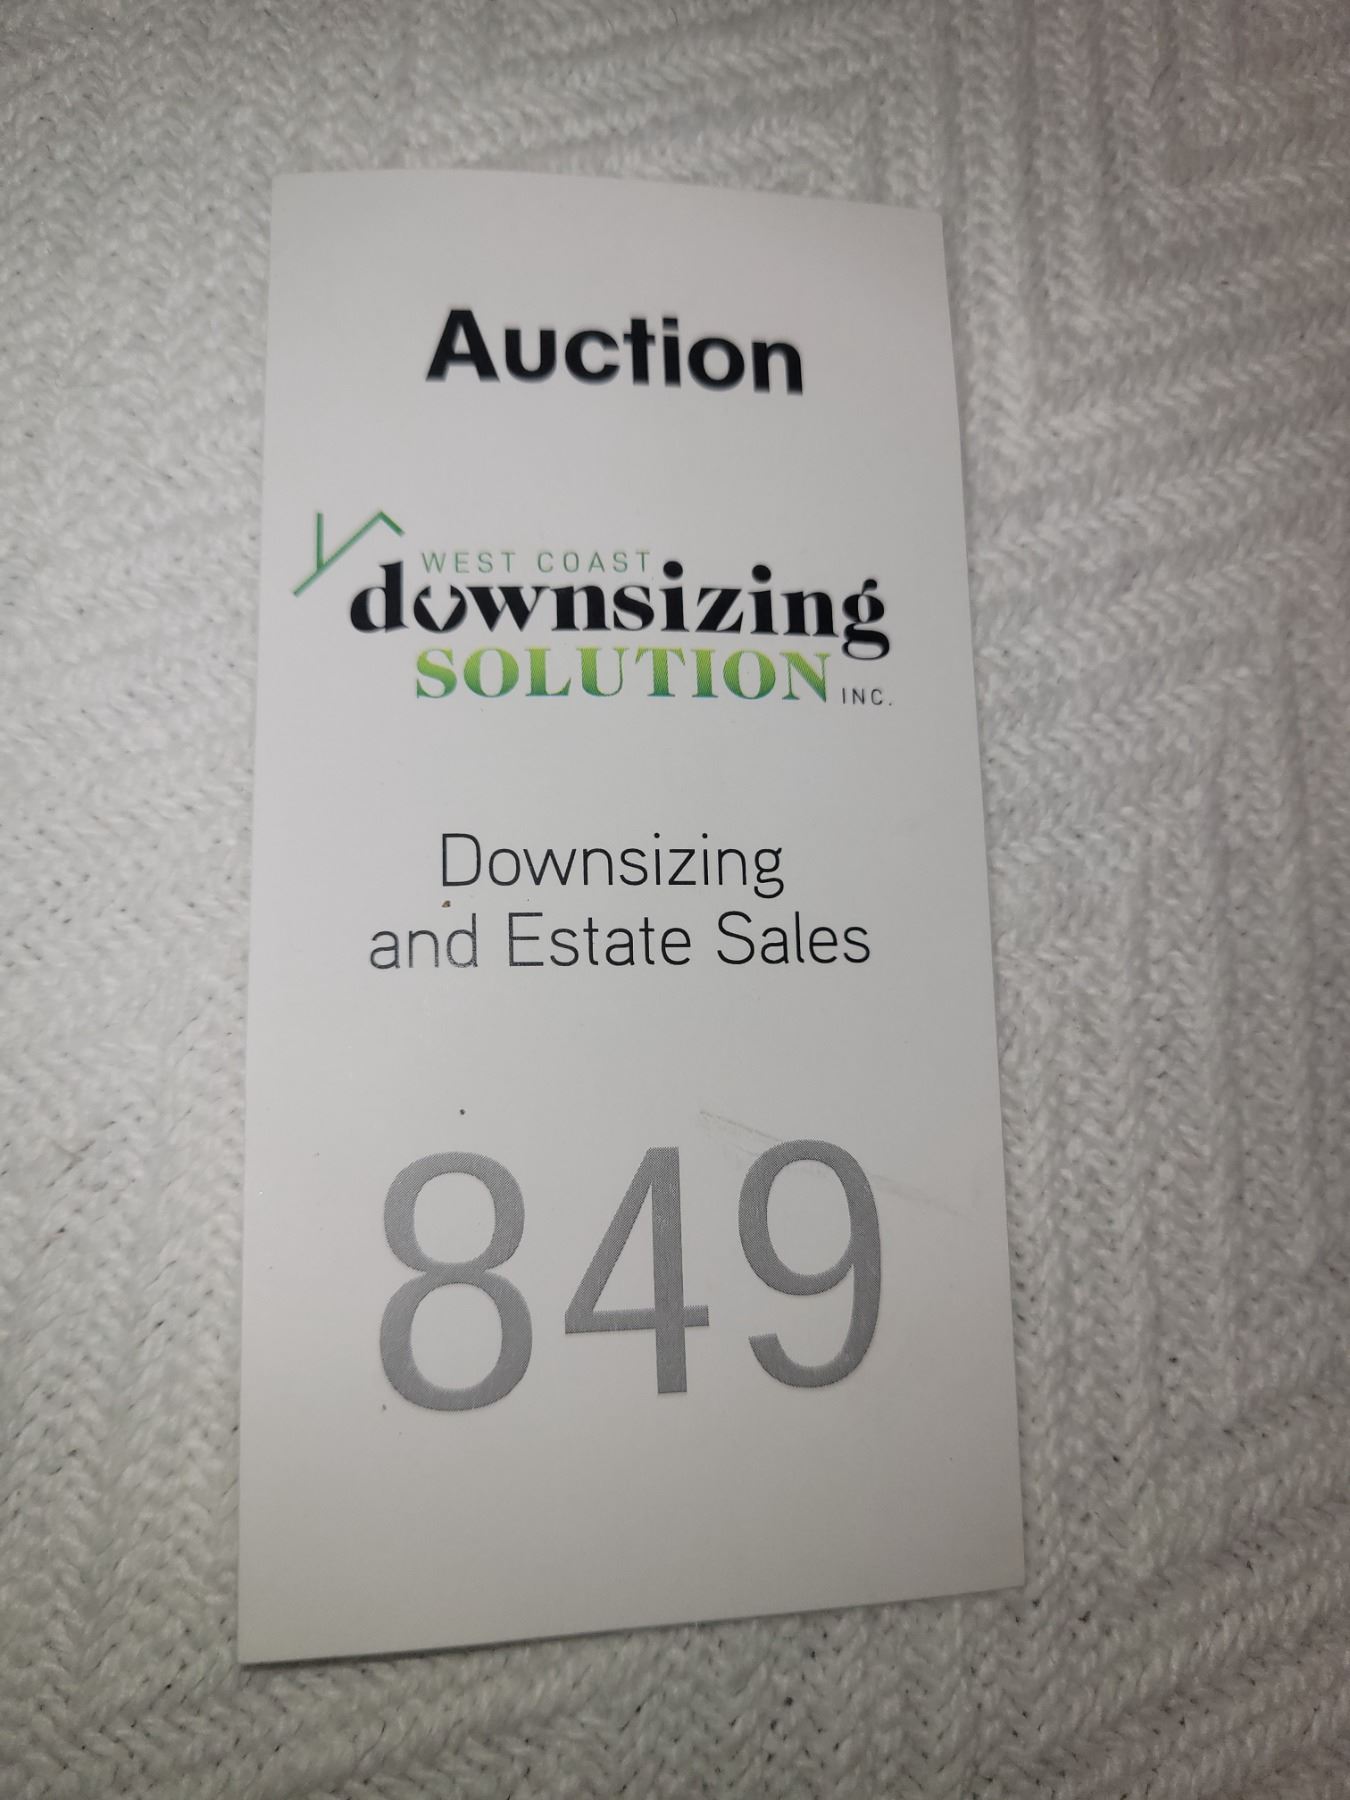 Auction
WEST COAST
downsizing
SOLUTION INC.
Downsizing
and Estate Sales
849